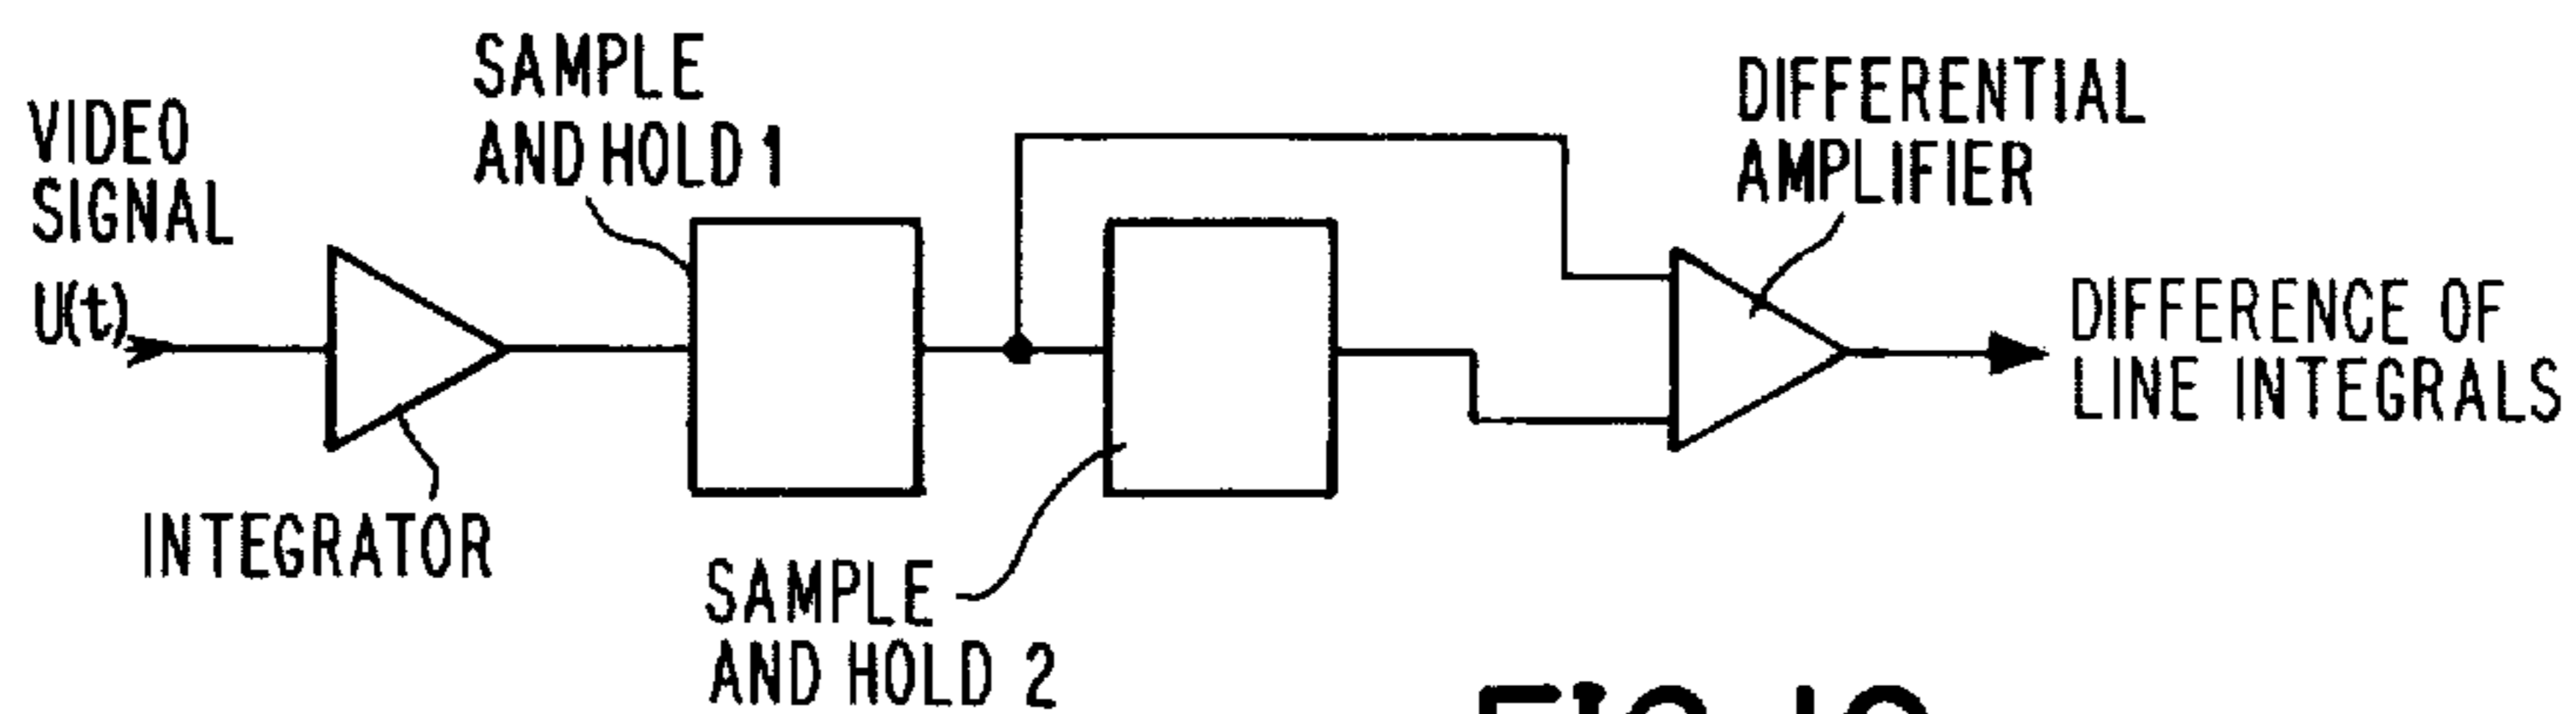 VIDEO
SIGNAL
U(t)
SAMPLE
AND HOLD 1
DIFFERENTIAL
AMPLIFIER
DIFFERENCE OF
LINE INTEGRALS
INTEGRATOR
SAMPLE
AND HOLD 2